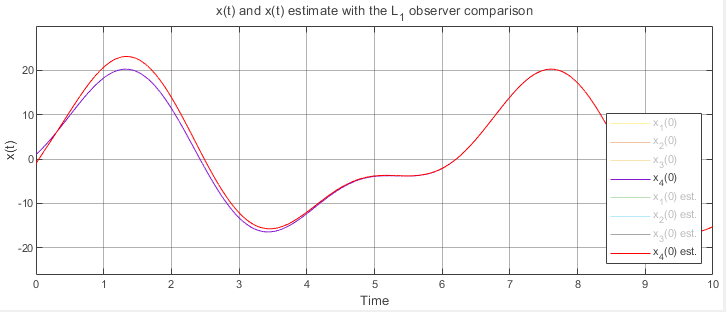 x(t) and x(t) estimate with the L1 observer comparison
x(t)
20
10
0
-10
-20
0 1 2 3 4 5 6 7 8 9 10
Time
x1(0)
x2(0)
x3(0)
x4(0)
x1(0) est.
x2(0) est.
x3(0) est.
x4(0) est.